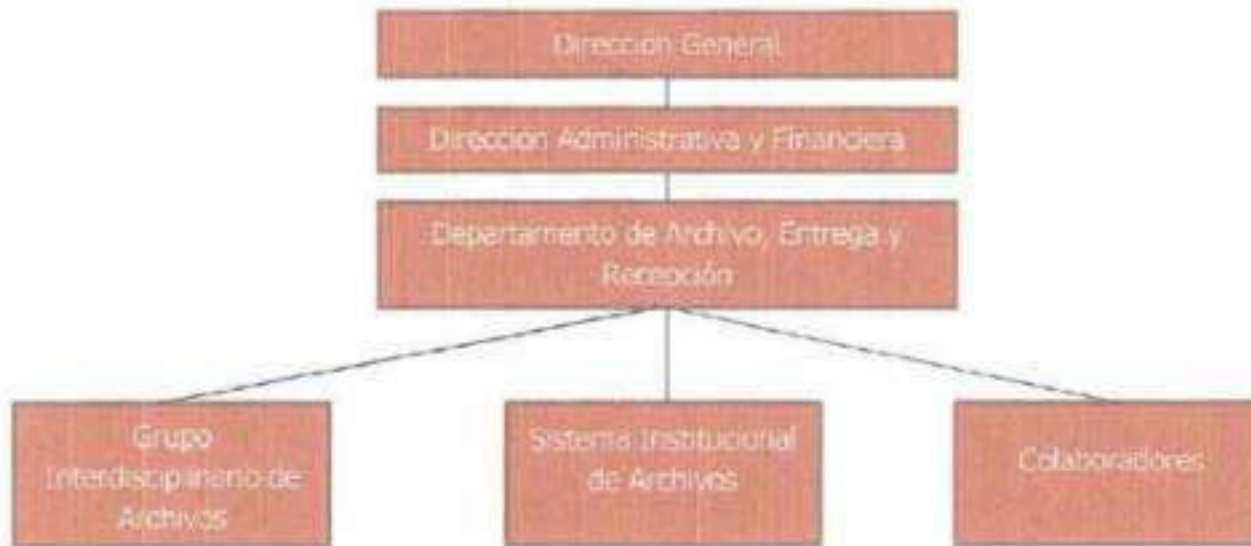 Dirección General
Dirección Administrativa y Financiera
Departamento de Archivo, Entrega y
Recepción
Grupo
Interdisciplinario de
Archivos
Sistema Institucional
de Archivos
Colaboradores